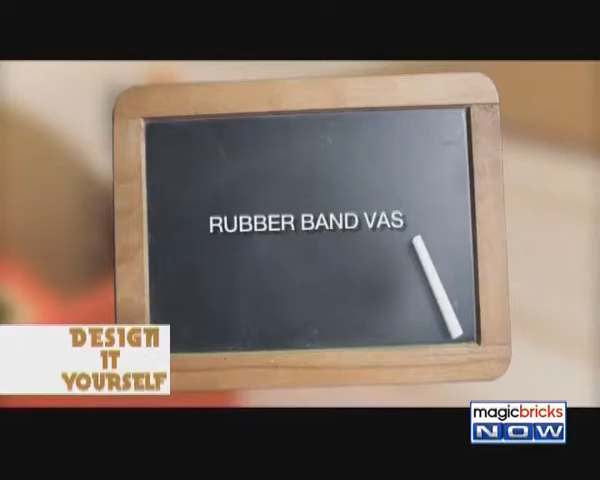 RUBBER BAND VAS
DESIGN
IT
YOURSELF
magicbricks
NOW